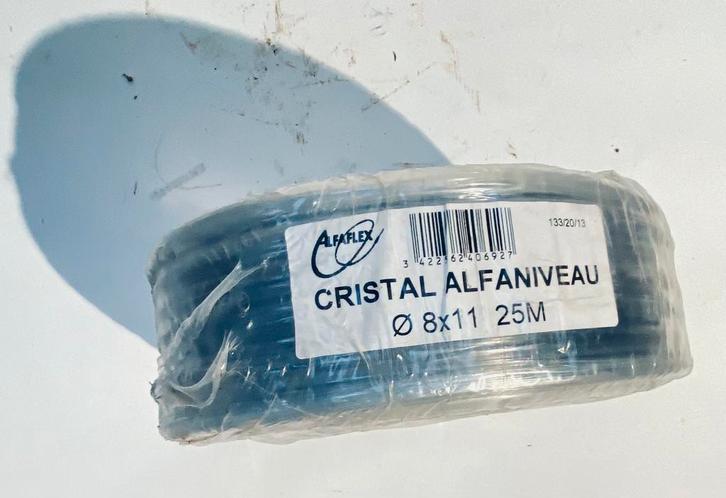 ALFAFLEX
133/20/13
3 422162 406927
CRISTAL ALFANIVEAU
Ø 8x11 25M